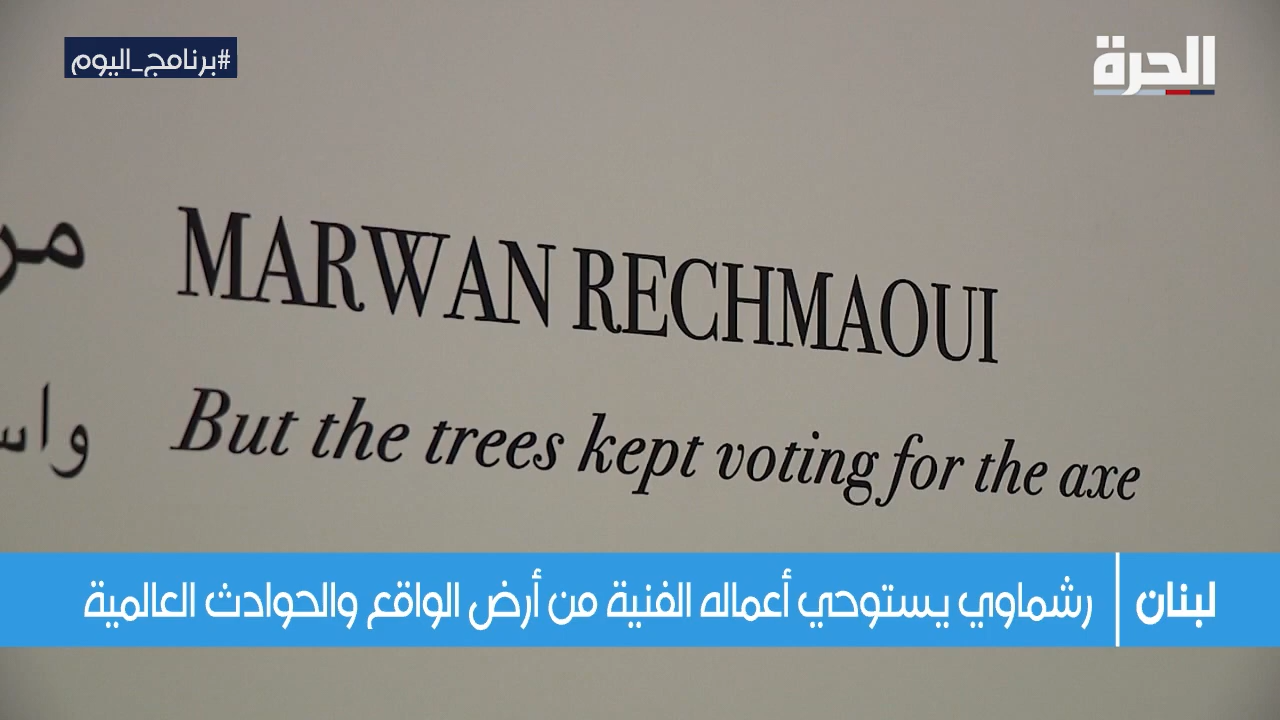 #برنامج_اليوم
الحرة
MARWAN RECHMAOUI
But the trees kept voting for the axe
لبنان
رشماوي يستوحي أعماله الفنية من أرض الواقع والحوادث العالمية